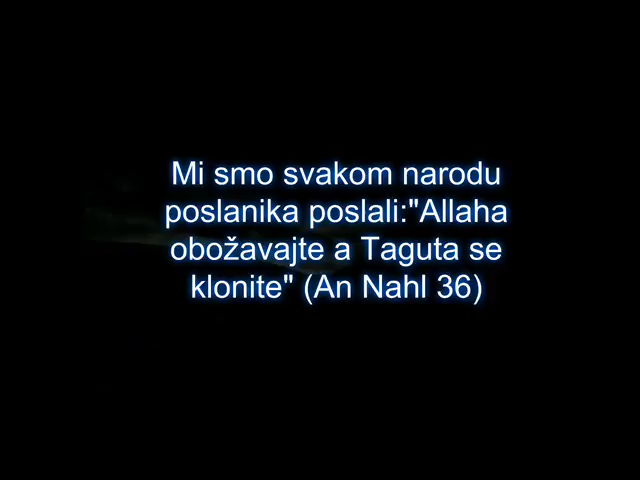 Mi smo svakom narodu
poslanika poslali:"Allaha
obožavajte a Taguta se
klonite" (An Nahl 36)